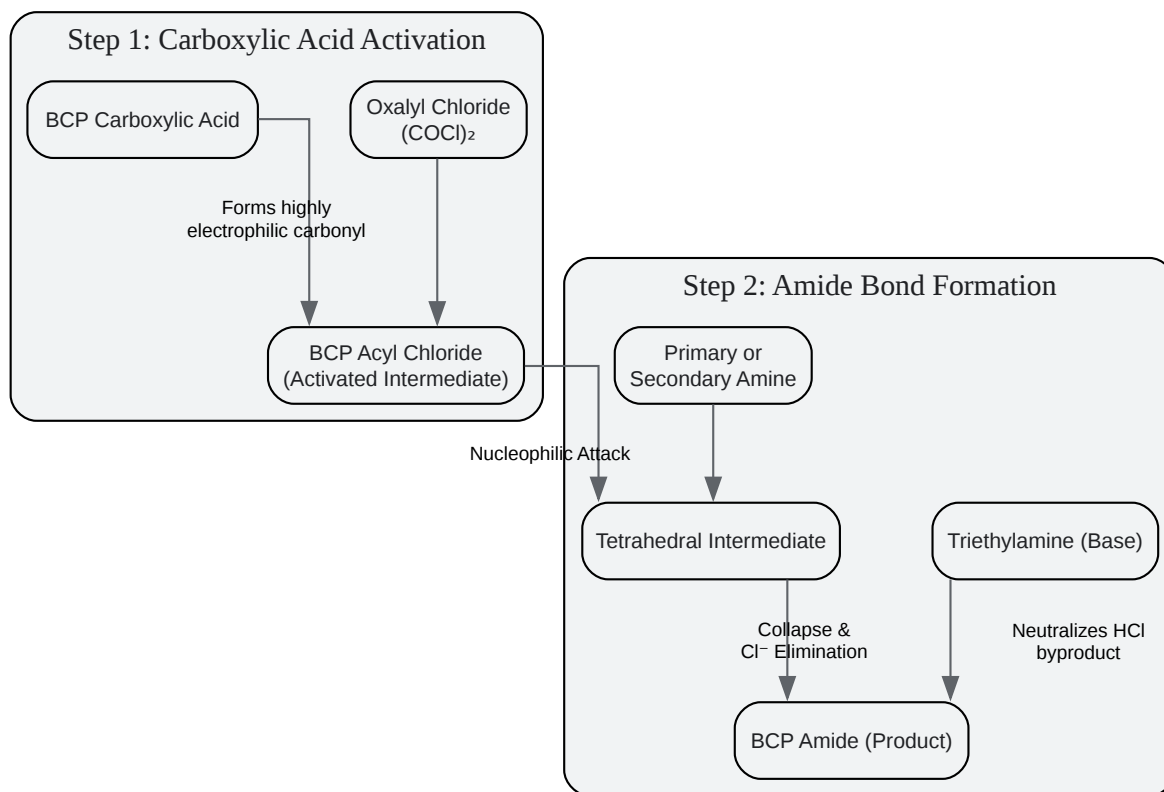 Step 1: Carboxylic Acid Activation
BCP Carboxylic Acid
Oxalyl Chloride
(COCl)₂
Forms highly
electrophilic carbonyl
BCP Acyl Chloride
(Activated Intermediate)
Step 2: Amide Bond Formation
Primary or
Secondary Amine
Nucleophilic Attack
Tetrahedral Intermediate
Triethylamine (Base)
Collapse &
Cl⁻ Elimination
Neutralizes HCl
byproduct
BCP Amide (Product)